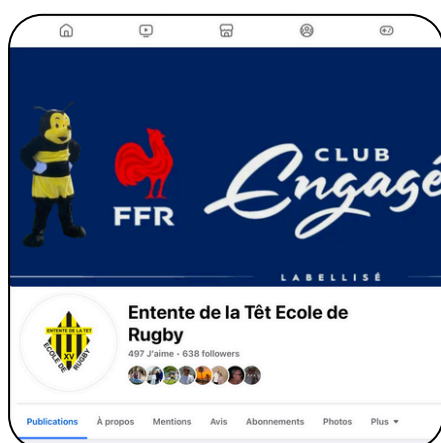 FFR
CLUB
Engagé
LABELLISÉ
ENTENTE DE LA TET
XV
ECOLE DE RUGBY
Entente de la Têt Ecole de
Rugby
497 J'aime • 638 followers
Publications À propos Mentions Avis Abonnements Photos Plus